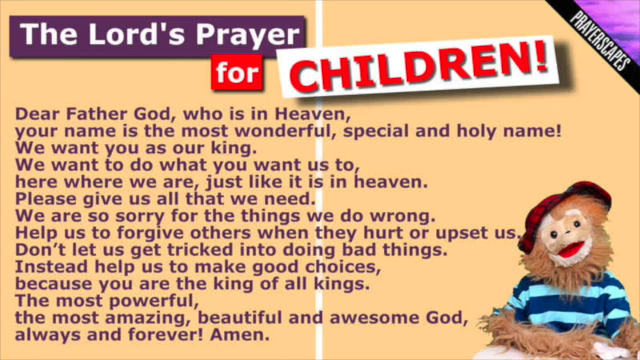 The Lord's Prayer
for CHILDREN!
PRAYERSCAPES
Dear Father God, who is in Heaven,
your name is the most wonderful, special and holy name!
We want you as our king.
We want to do what you want us to,
here where we are, just like it is in heaven.
Please give us all that we need.
We are so sorry for the things we do wrong.
Help us to forgive others when they hurt or upset us.
Don't let us get tricked into doing bad things.
Instead help us to make good choices,
because you are the king of all kings.
The most powerful,
the most amazing, beautiful and awesome God,
always and forever! Amen.